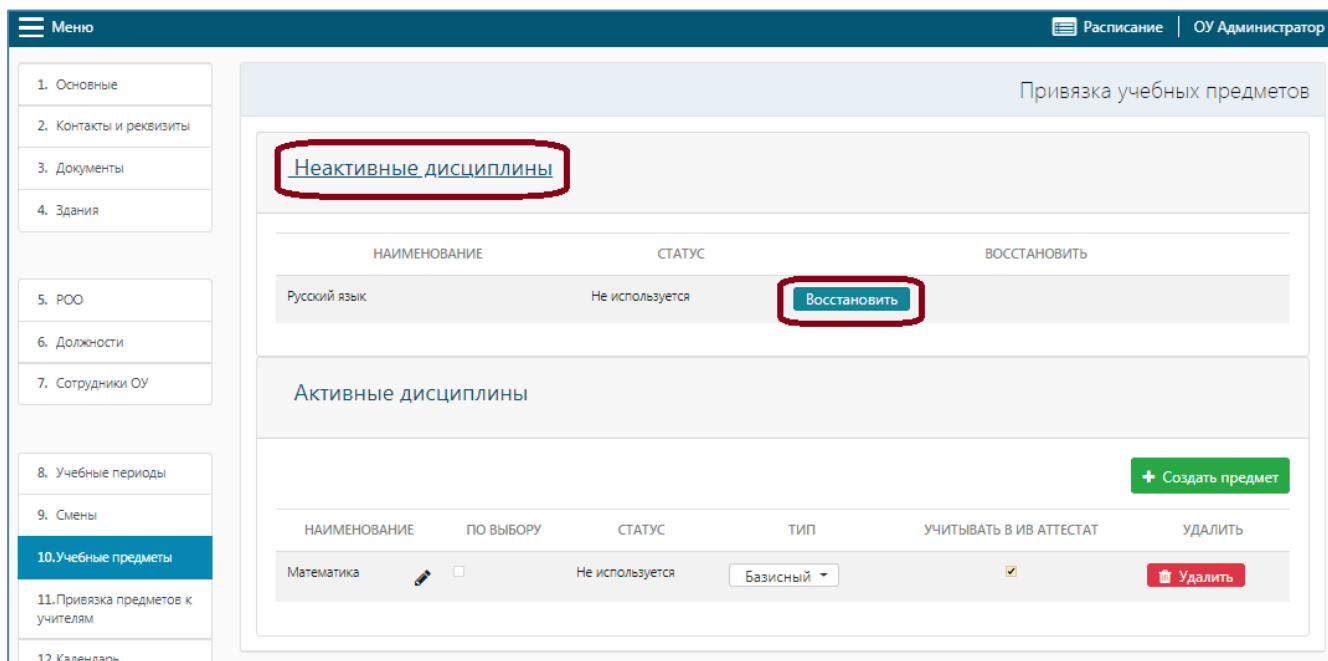 Меню
Расписание
ОУ Администратор
1. Основные
2. Контакты и реквизиты
3. Документы
4. Здания
5. РОО
6. Должности
7. Сотрудники ОУ
8. Учебные периоды
9. Смены
10.Учебные предметы
11.Привязка предметов к
учителям
12.Календарь
Привязка учебных предметов
Неактивные дисциплины
НАИМЕНОВАНИЕ СТАТУС ВОССТАНОВИТЬ
Русский язык Не используется Восстановить
Активные дисциплины
+ Создать предмет
НАИМЕНОВАНИЕ ПО ВЫБОРУ СТАТУС ТИП УЧИТЫВАТЬ В ИВ АТТЕСТАТ УДАЛИТЬ
Математика Не используется Базисный Удалить